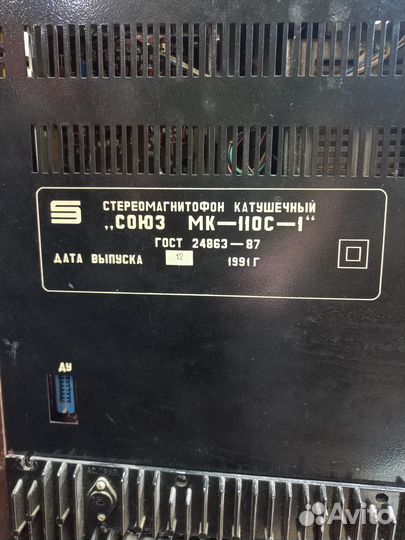 СТЕРЕОМАГНИТОФОН КАТУШЕЧНЫЙ
„СОЮЗ МК–110С–1“
ГОСТ 24863–87
ДАТА ВЫПУСКА 12 1991 Г
ДУ
Avito